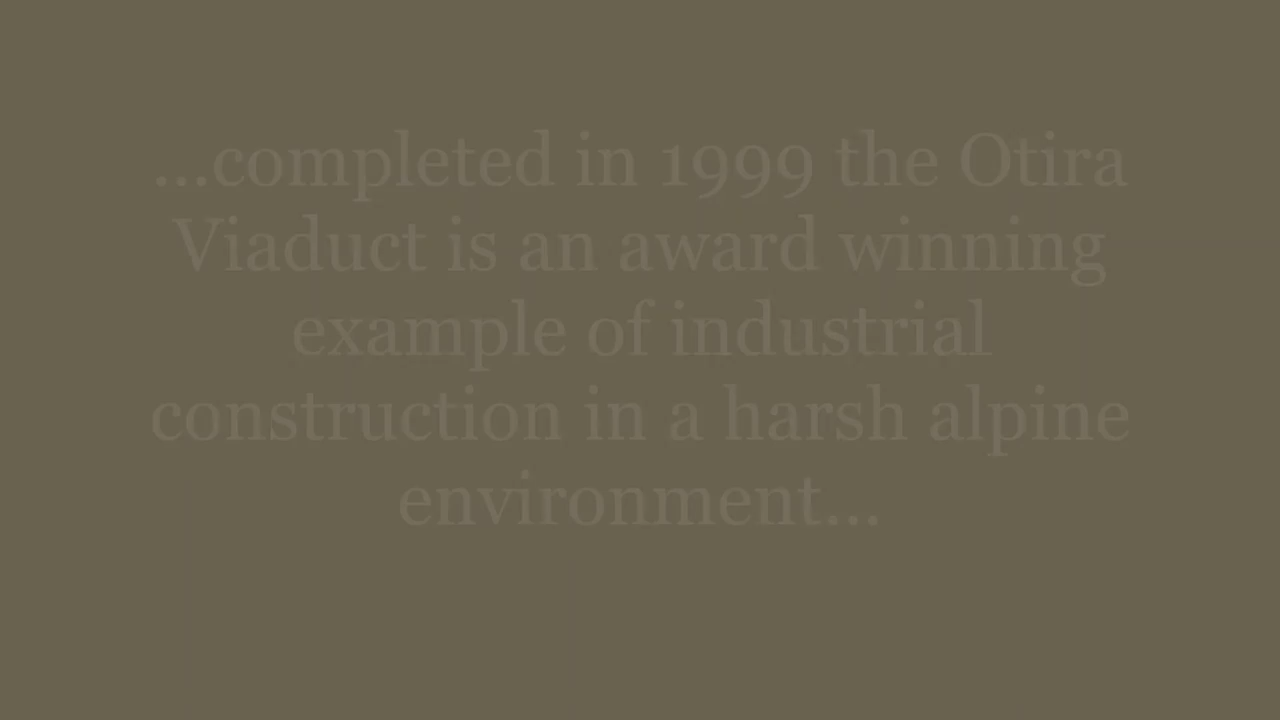 ...completed in 1999 the Otira
Viaduct is an award winning
example of industrial
construction in a harsh alpine
environment...